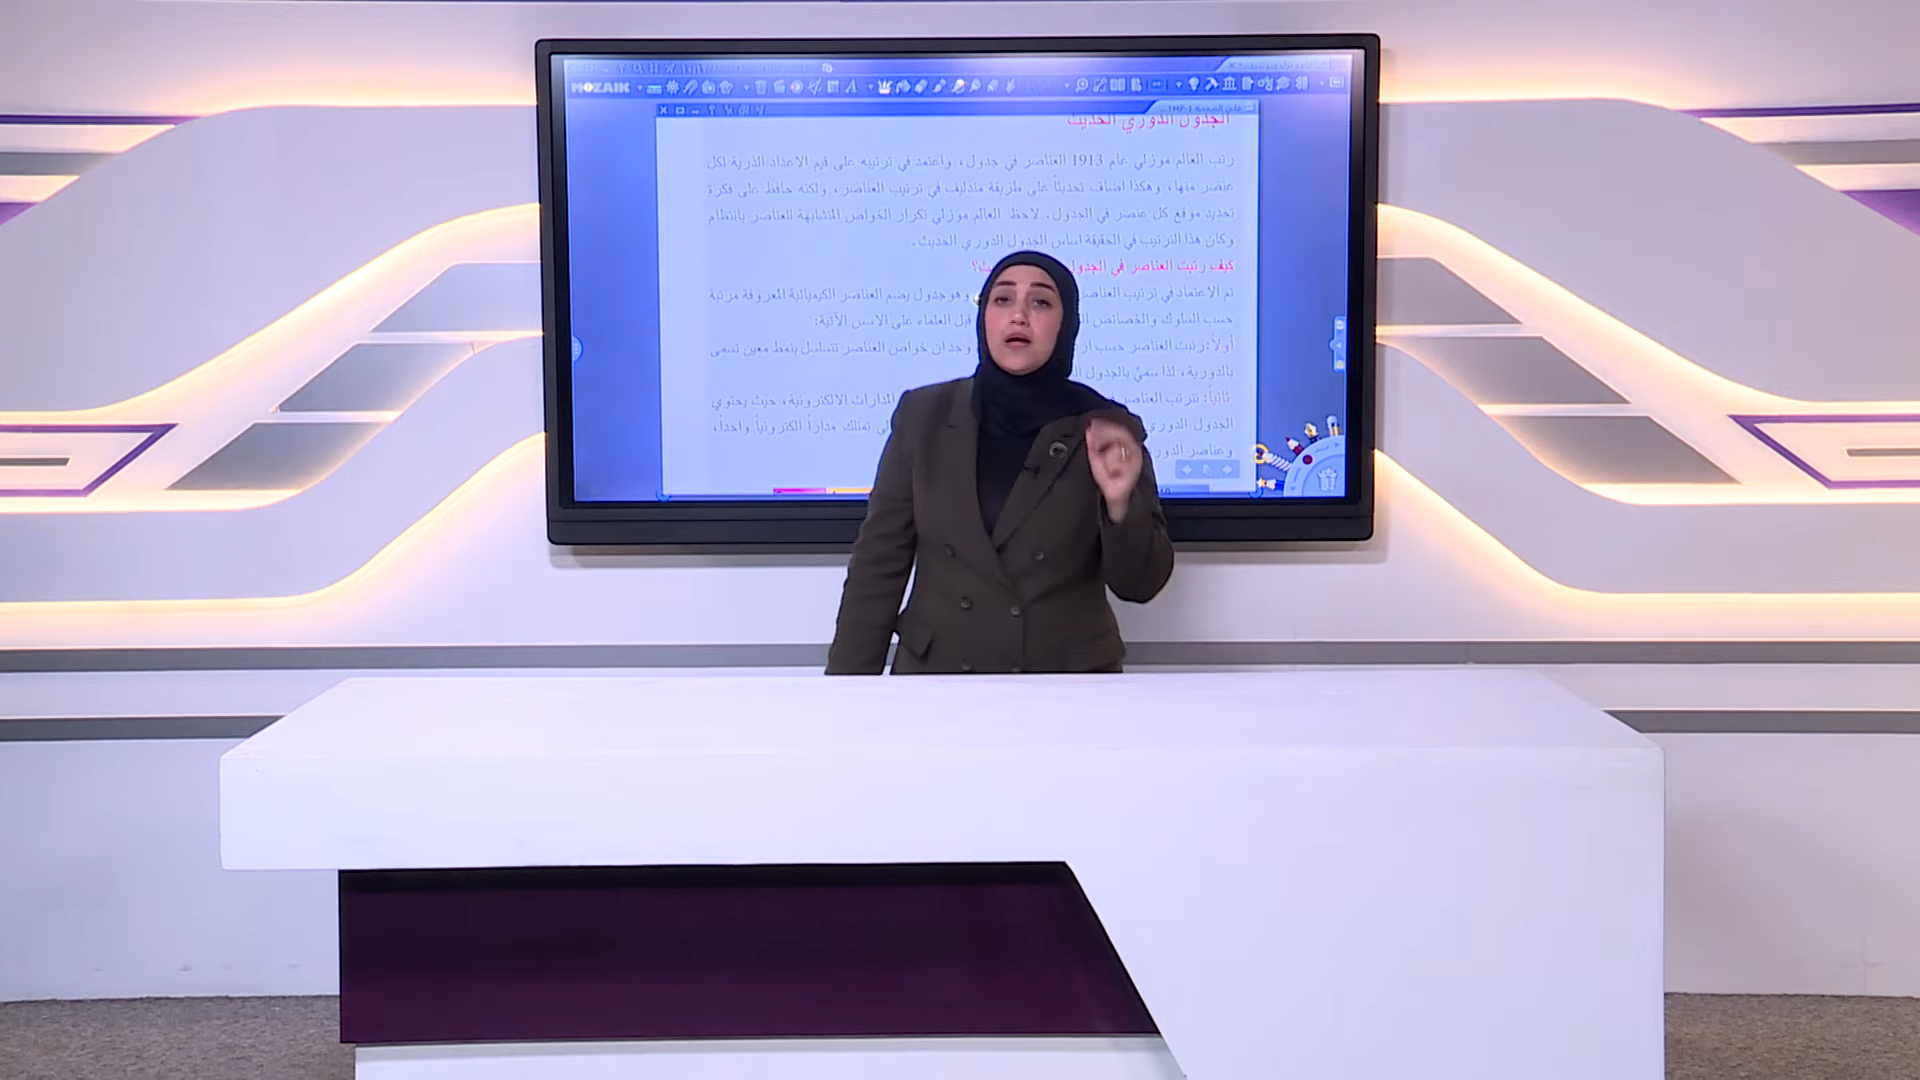 MOZAIK
الجدول الدوري الحديث
رتب العالم موزلي عام 1913 العناصر في جدول، واعتمد في ترتيبه على قيم الاعداد الذرية لكل
عنصر منها، وهكذا اضاف تحديثاً على طريقة مندليف في ترتيب العناصر، ولكنه حافظ على فكرة
تحديد موقع كل عنصر في الجدول. لاحظ العالم موزلي تكرار الخواص المتشابهة للعناصر بانتظام
وكان هذا الترتيب في الحقيقة اساس الجدول الدوري الحديث.
كيف رتبت العناصر في الجدول
تم الاعتماد في ترتيب العناصر وهو جدول يضم العناصر الكيميائية المعروفة مرتبة
حسب السلوك والخصائص قبل العلماء على الاسس الآتية:
أولاً: رتبت العناصر حسب وجدان خواص العناصر تتسلسل بنمط معين تسمى
بالدورية، لذا سمي بالجدول
ثانياً: تترتب العناصر المدارات الالكترونية، حيث يحتوي
الجدول الدوري تمتلك مداراً الكترونياً واحداً،
وعناصر